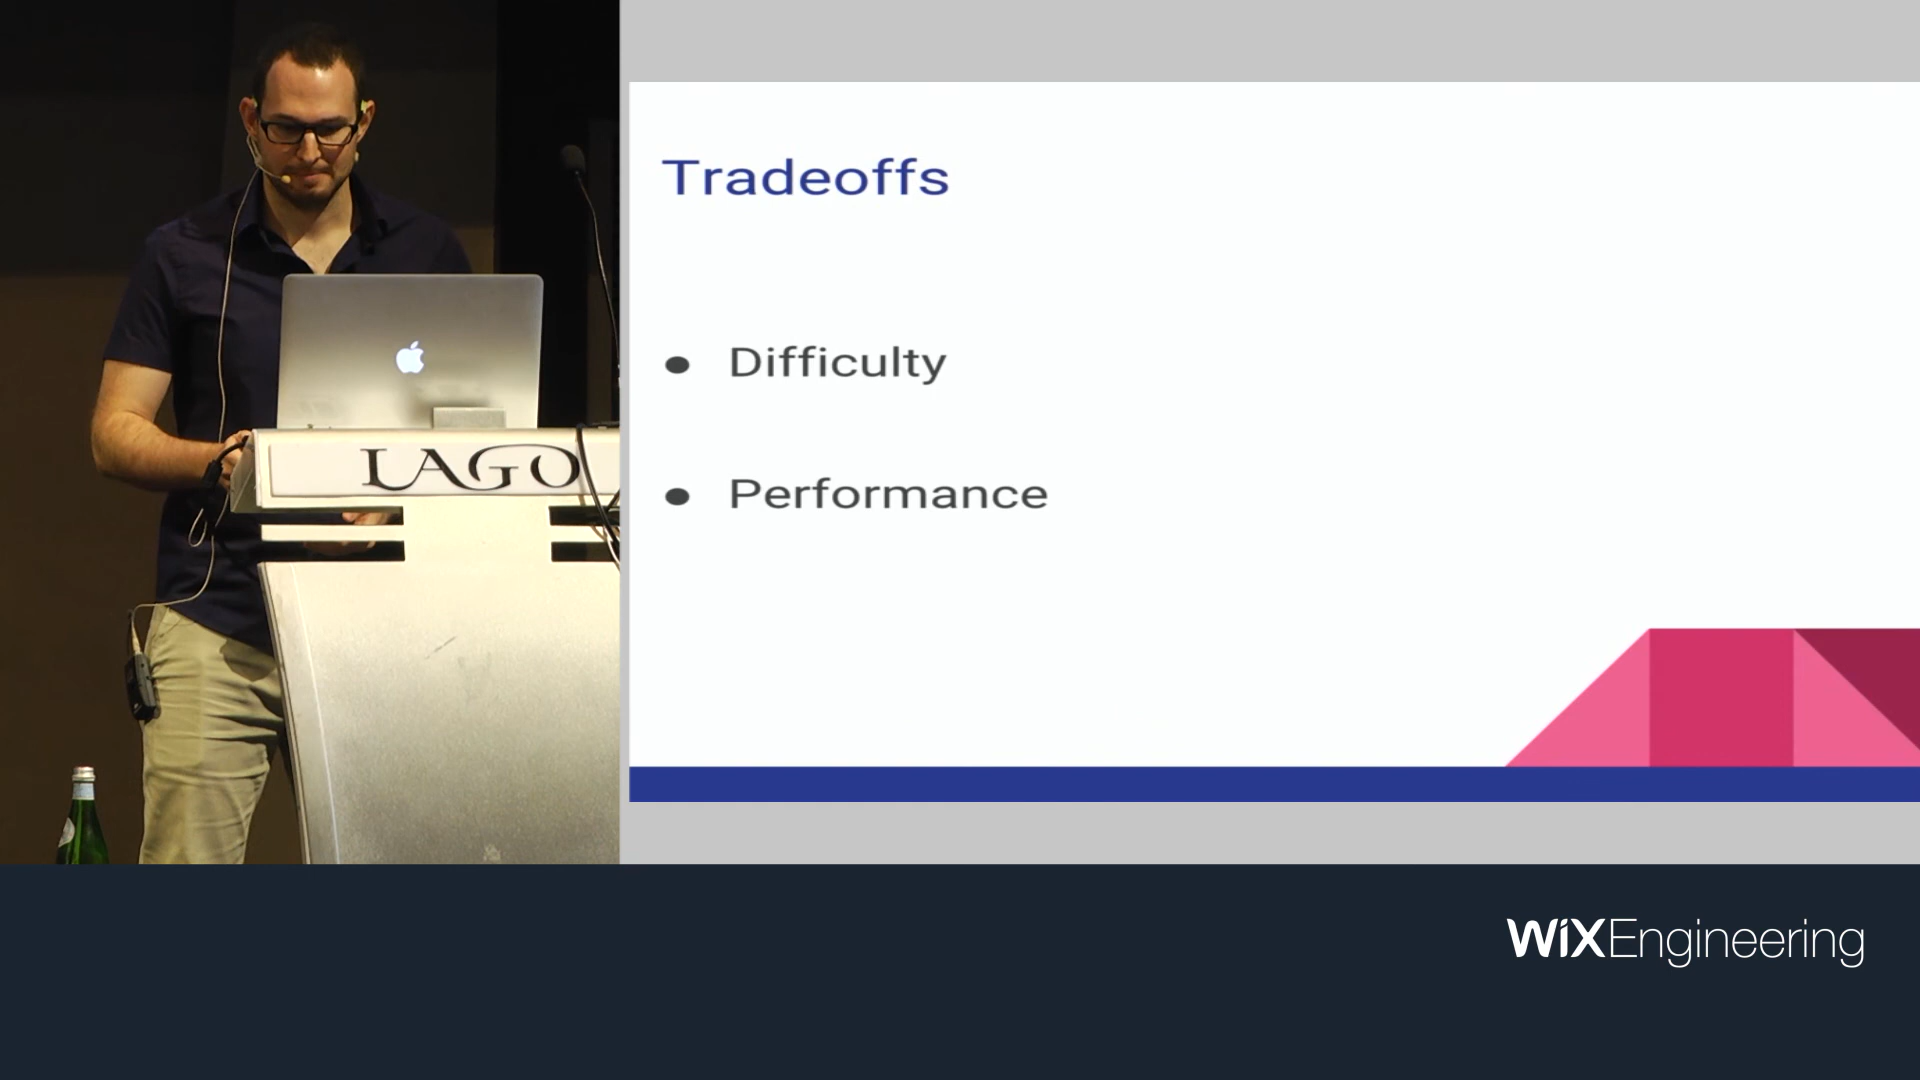 Tradeoffs
● Difficulty
● Performance
LAGO
WiXEngineering